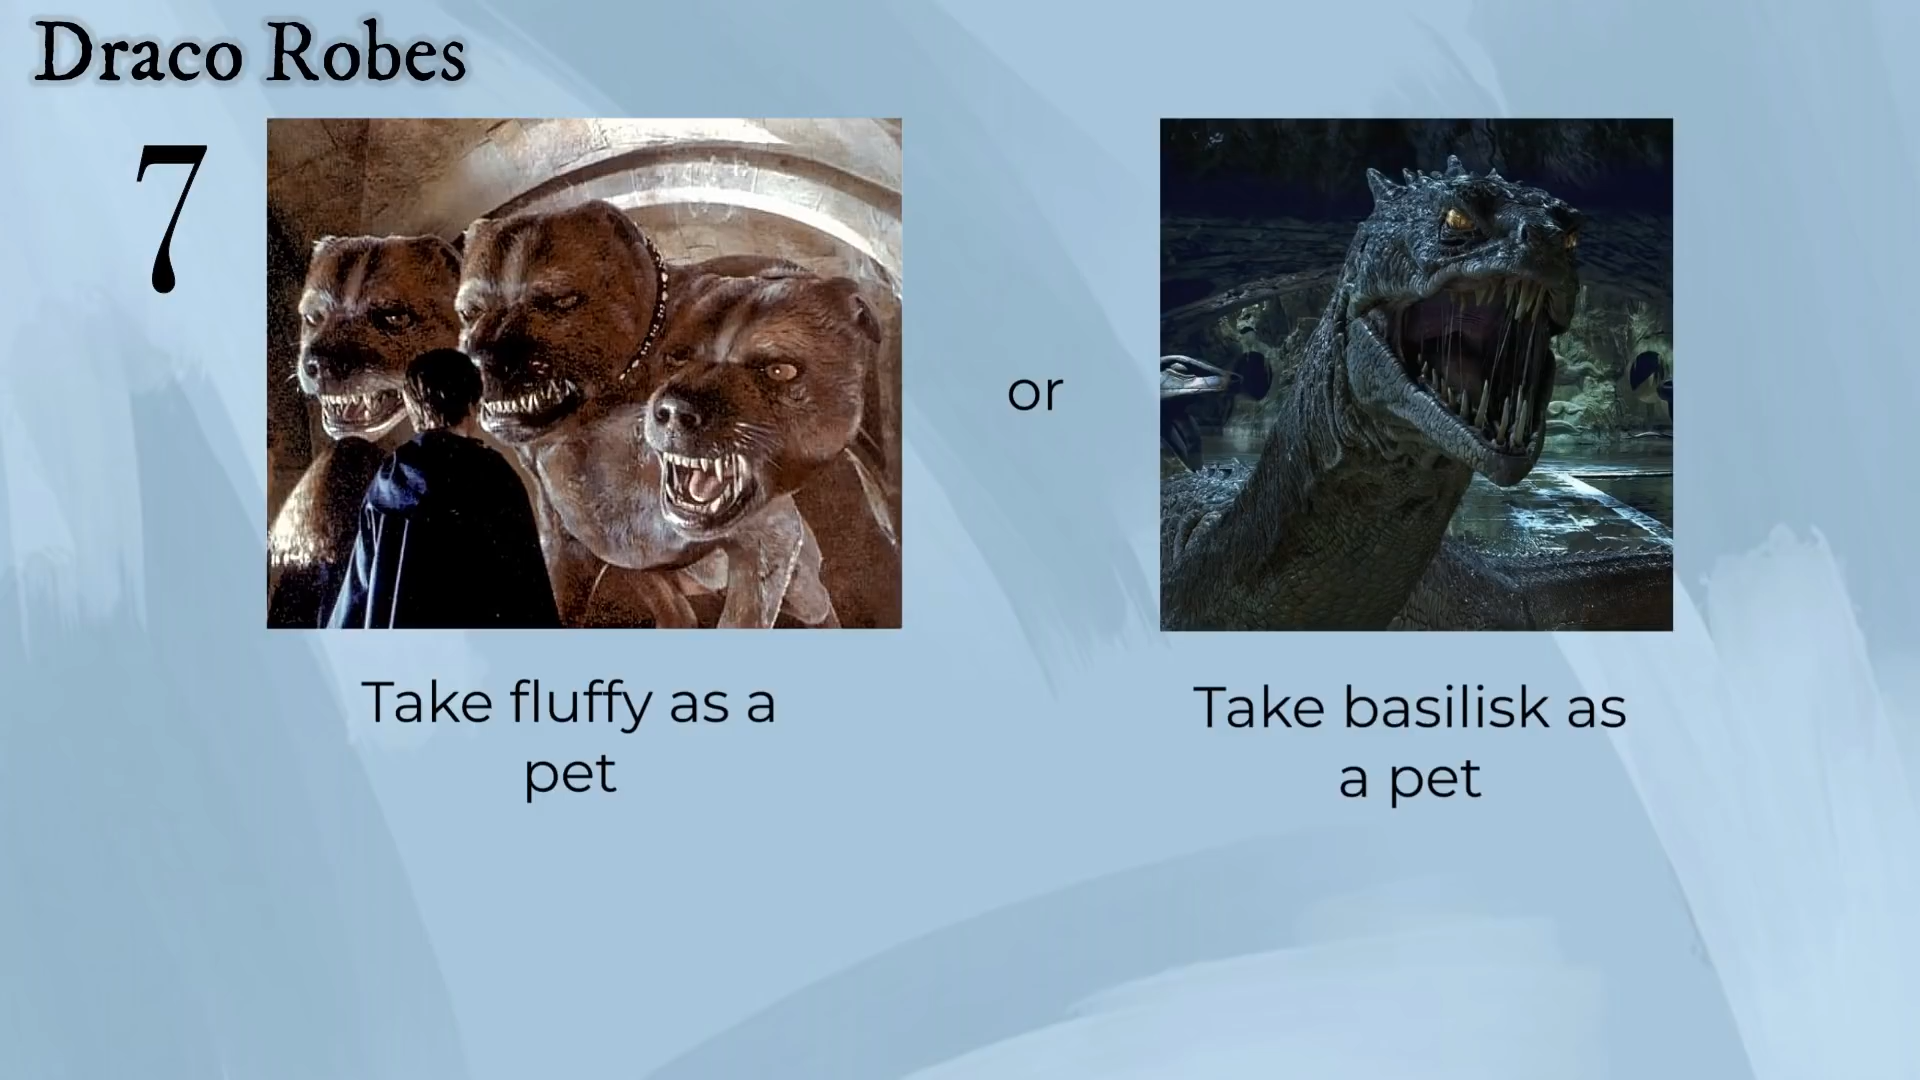 Draco Robes
7
or
Take fluffy as a
pet
Take basilisk as
a pet